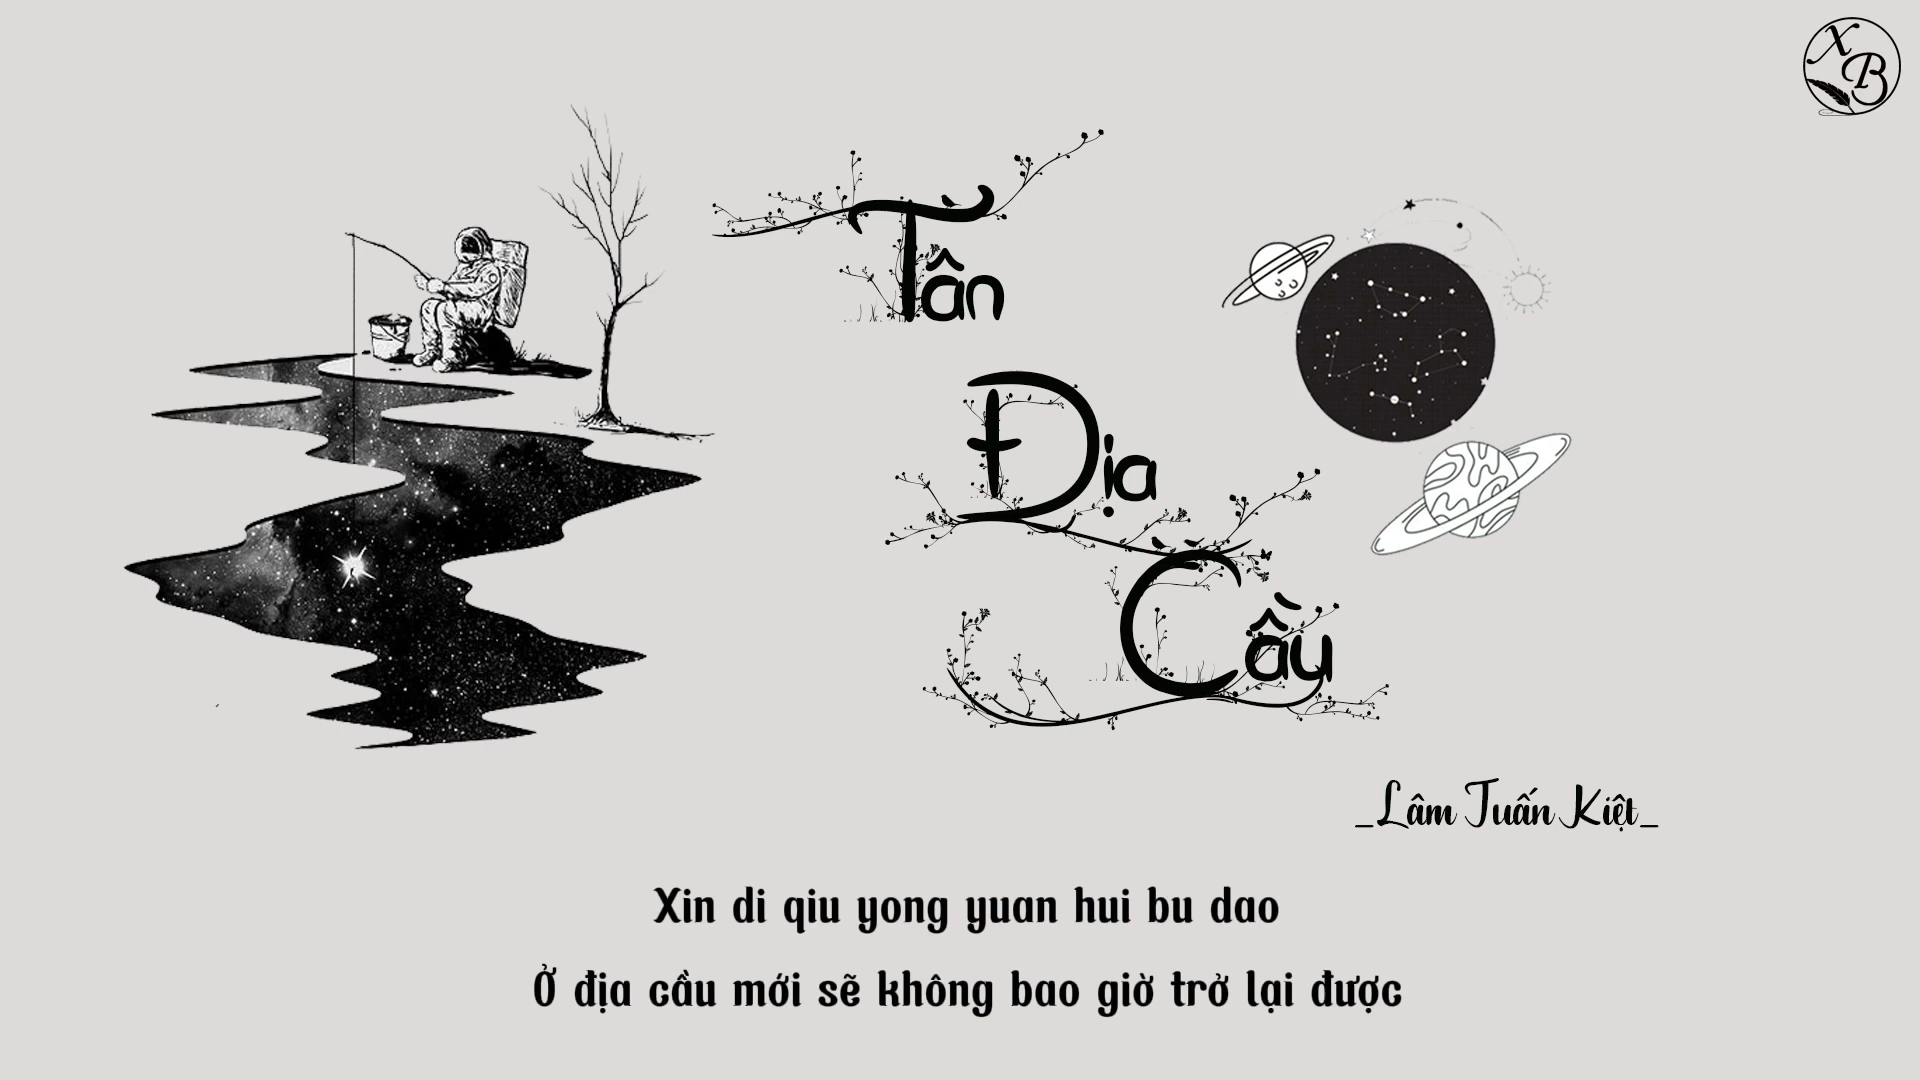 XB
Tân
Địa
Cầu
_Lâm Tuấn Kiệt_
Xin di qiu yong yuan hui bu dao
Ở địa cầu mới sẽ không bao giờ trở lại được